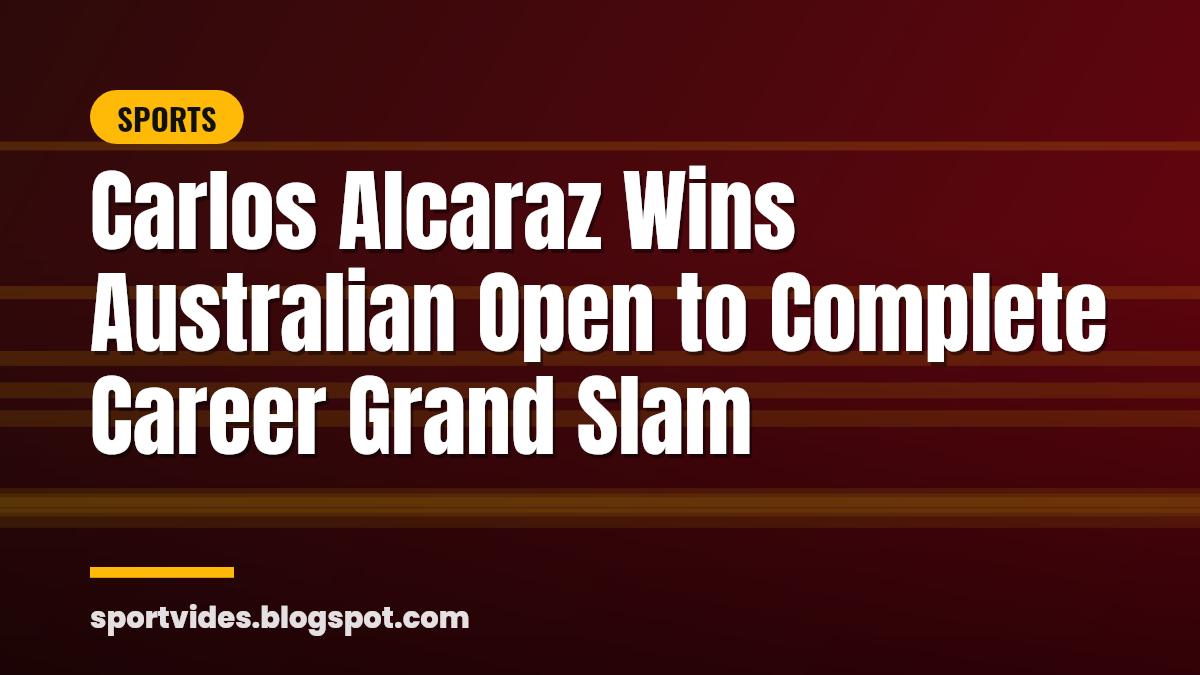 SPORTS
Carlos Alcaraz Wins
Australian Open to Complete
Career Grand Slam
sportvides.blogspot.com